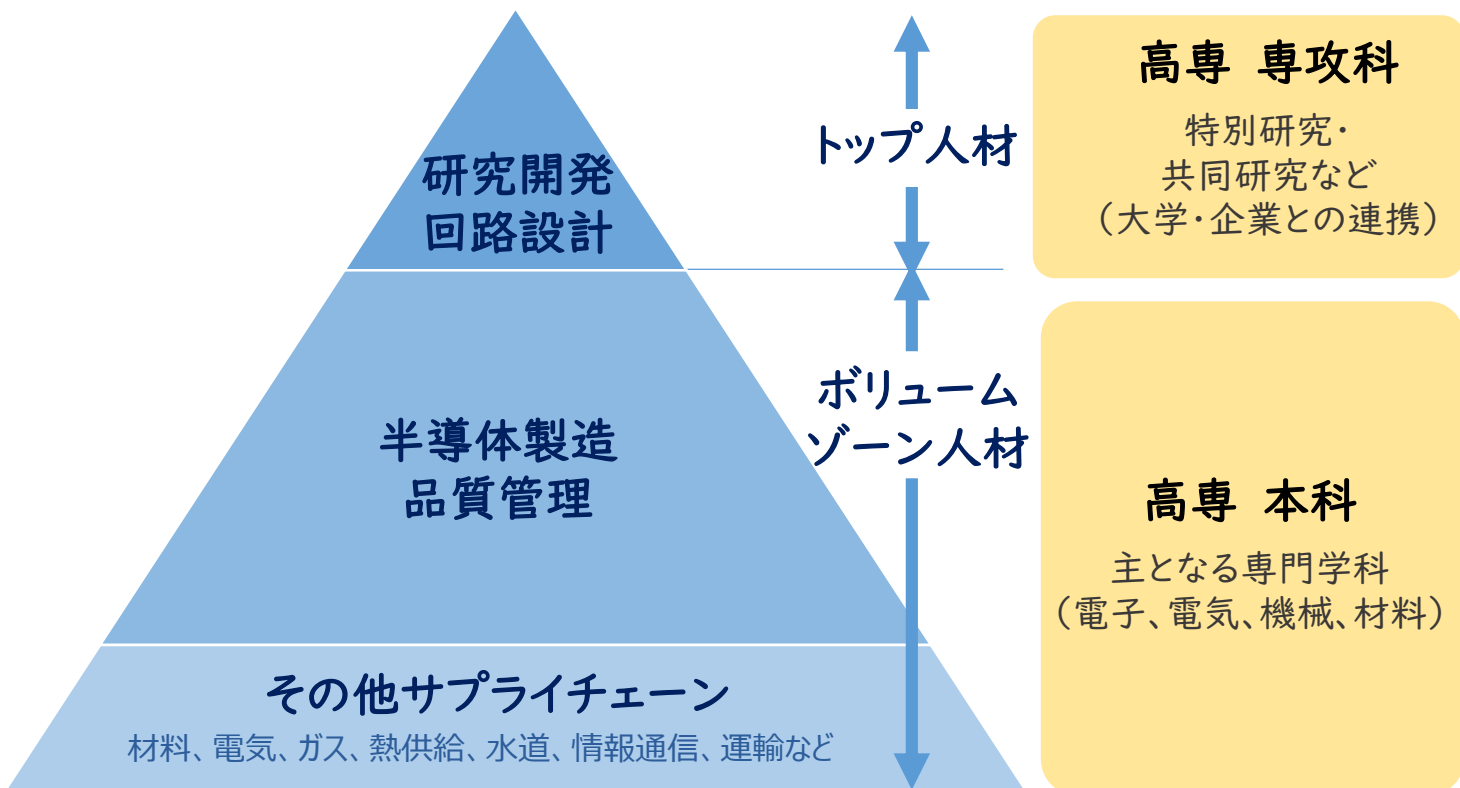 研究開発
回路設計
半導体製造
品質管理
その他サプライチェーン
材料、電気、ガス、熱供給、水道、情報通信、運輸など
トップ人材
ボリューム
ゾーン人材
高専 専攻科
特別研究・
共同研究など
（大学・企業との連携）
高専 本科
主となる専門学科
（電子、電気、機械、材料）